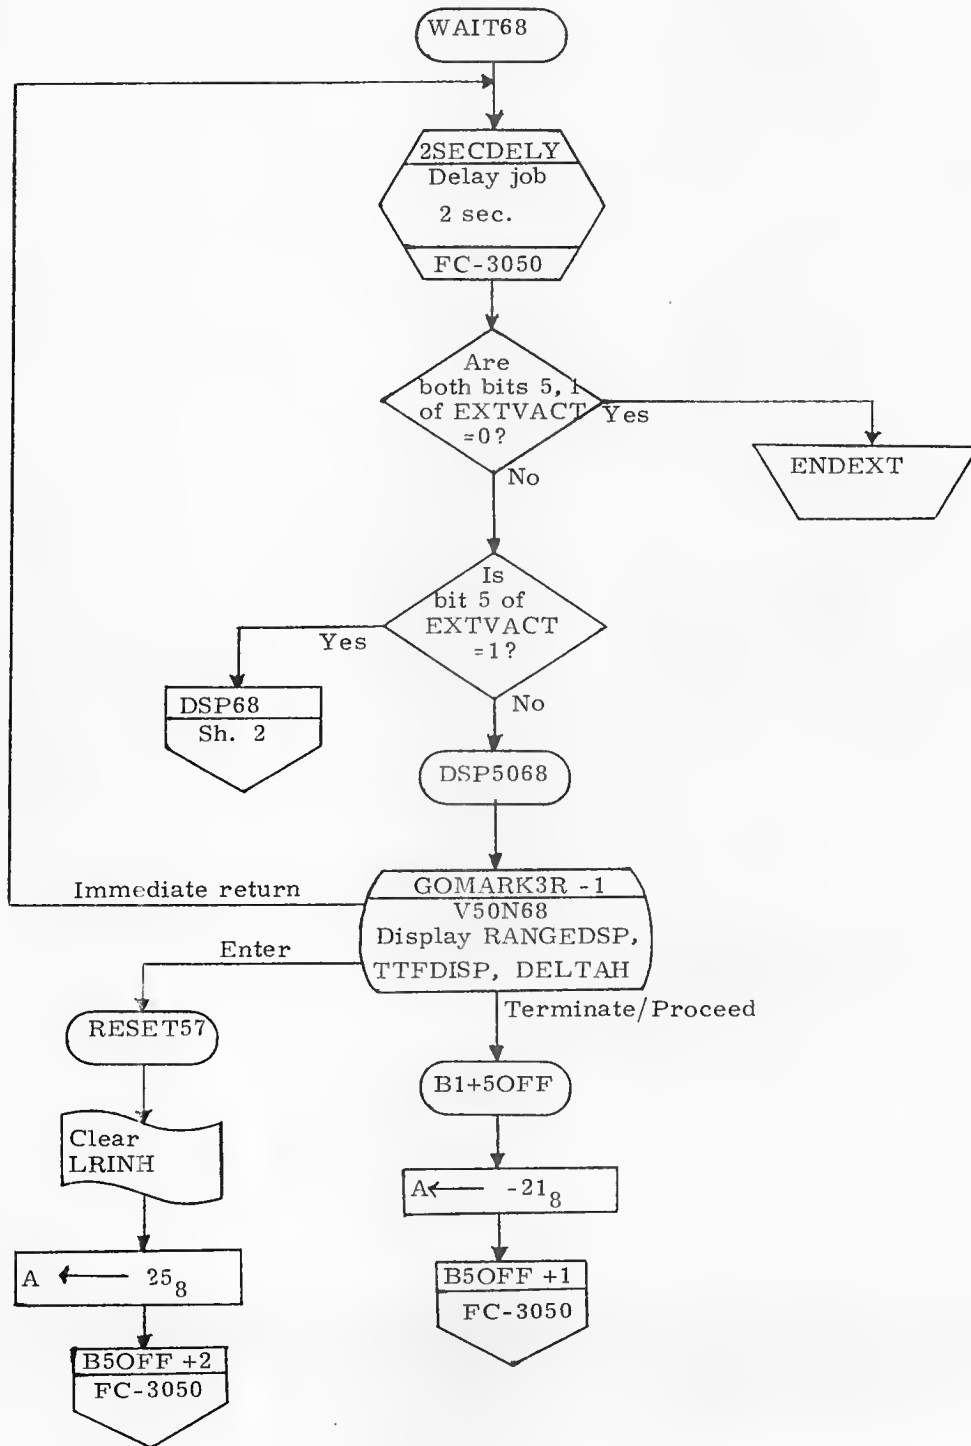 WAIT68
2SECDELY
Delay job
2 sec.
FC-3050
Are
both bits 5, 1
of EXTVACT
=0?
Yes
ENDEXT
No
Is
bit 5 of
EXTVACT
=1?
Yes
DSP68
Sh. 2
No
DSP5068
Immediate return
GOMARK3R -1
V50N68
Display RANGEDSP,
TTFDISP, DELTAH
Enter
Terminate/Proceed
RESET57
B1+5OFF
Clear
LRINH
A ← -21₈
A ← 25₈
B5OFF +1
FC-3050
B5OFF +2
FC-3050